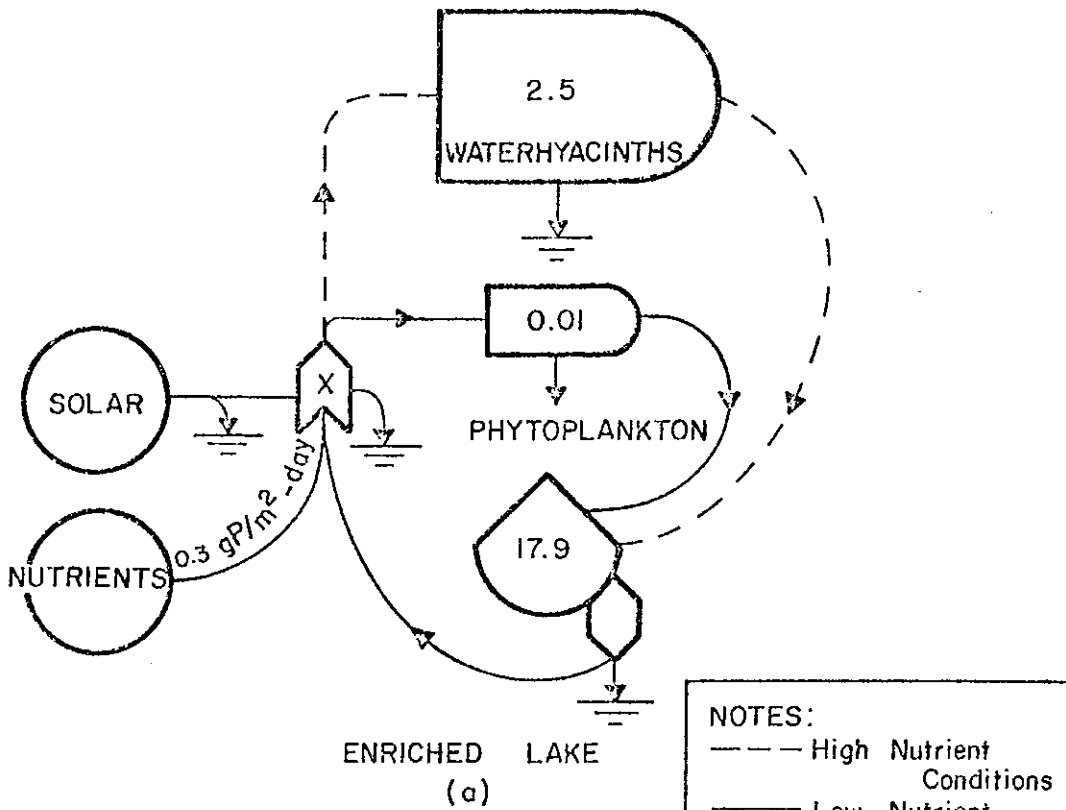 2.5
WATERHYACINTHS
0.01
PHYTOPLANKTON
SOLAR
X
0.3 gP/m²-day
NUTRIENTS
17.9
ENRICHED LAKE
(a)
NOTES:
--- High Nutrient
Conditions
Low Nutrient